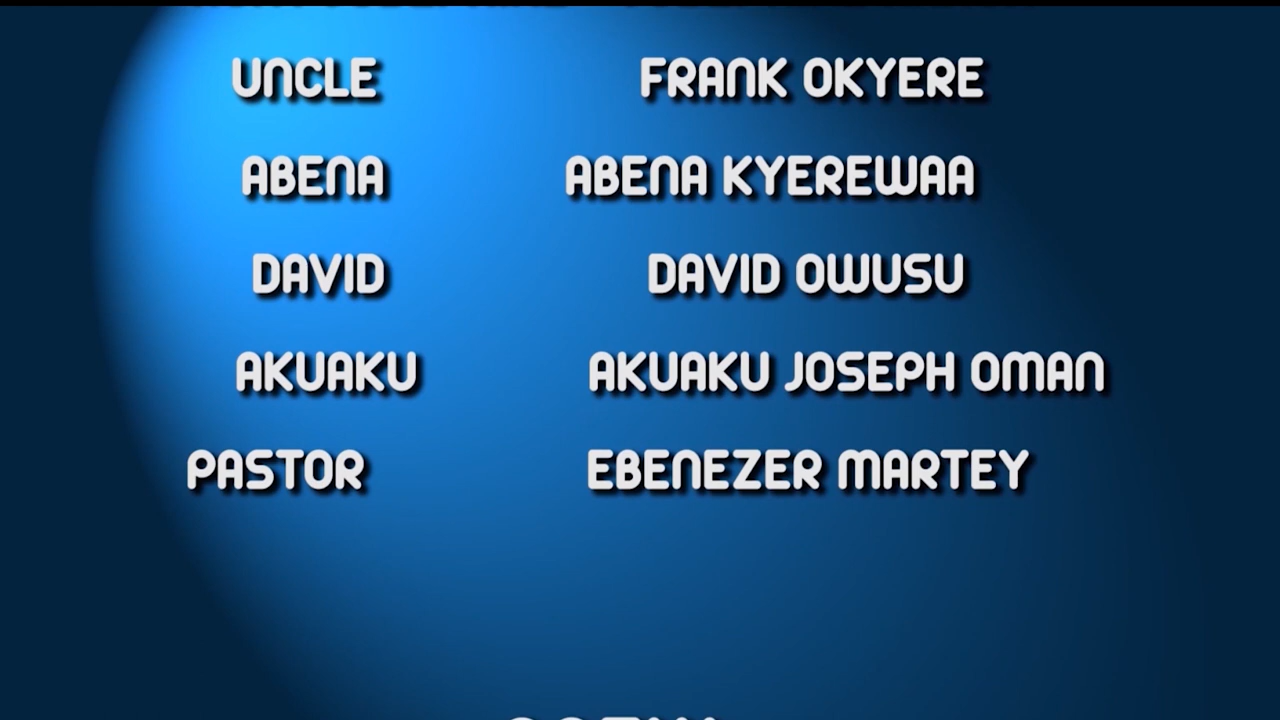 UNCLE FRANK OKYERE
ABENA ABENA KYEREWAA
DAVID DAVID OWUSU
AKUAKU AKUAKU JOSEPH OMAN
PASTOR EBENEZER MARTEY